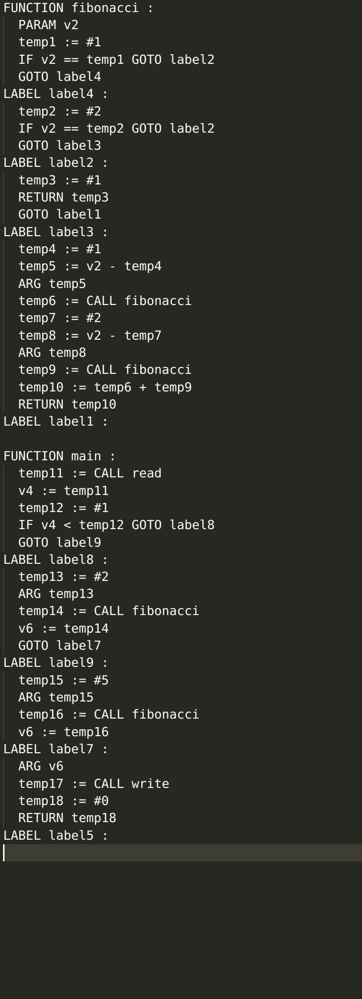 FUNCTION fibonacci :
  PARAM v2
  temp1 := #1
  IF v2 == temp1 GOTO label2
  GOTO label4
LABEL label4 :
  temp2 := #2
  IF v2 == temp2 GOTO label2
  GOTO label3
LABEL label2 :
  temp3 := #1
  RETURN temp3
  GOTO label1
LABEL label3 :
  temp4 := #1
  temp5 := v2 - temp4
  ARG temp5
  temp6 := CALL fibonacci
  temp7 := #2
  temp8 := v2 - temp7
  ARG temp8
  temp9 := CALL fibonacci
  temp10 := temp6 + temp9
  RETURN temp10
LABEL label1 :

FUNCTION main :
  temp11 := CALL read
  v4 := temp11
  temp12 := #1
  IF v4 < temp12 GOTO label8
  GOTO label9
LABEL label8 :
  temp13 := #2
  ARG temp13
  temp14 := CALL fibonacci
  v6 := temp14
  GOTO label7
LABEL label9 :
  temp15 := #5
  ARG temp15
  temp16 := CALL fibonacci
  v6 := temp16
LABEL label7 :
  ARG v6
  temp17 := CALL write
  temp18 := #0
  RETURN temp18
LABEL label5 :